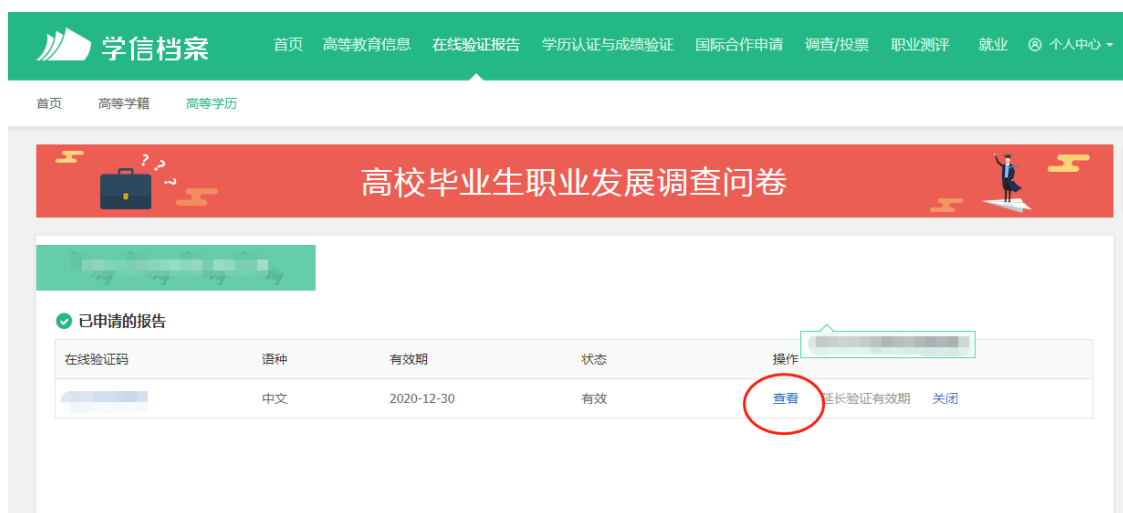 学信档案
首页 高等教育信息 在线验证报告 学历认证与成绩验证 国际合作申请 调查/投票 职业测评 就业 个人中心
首页 高等学籍 高等学历
? ? ?
高校毕业生职业发展调查问卷
已申请的报告
在线验证码 语种 有效期 状态 操作
中文 2020-12-30 有效 查看 延长验证有效期 关闭